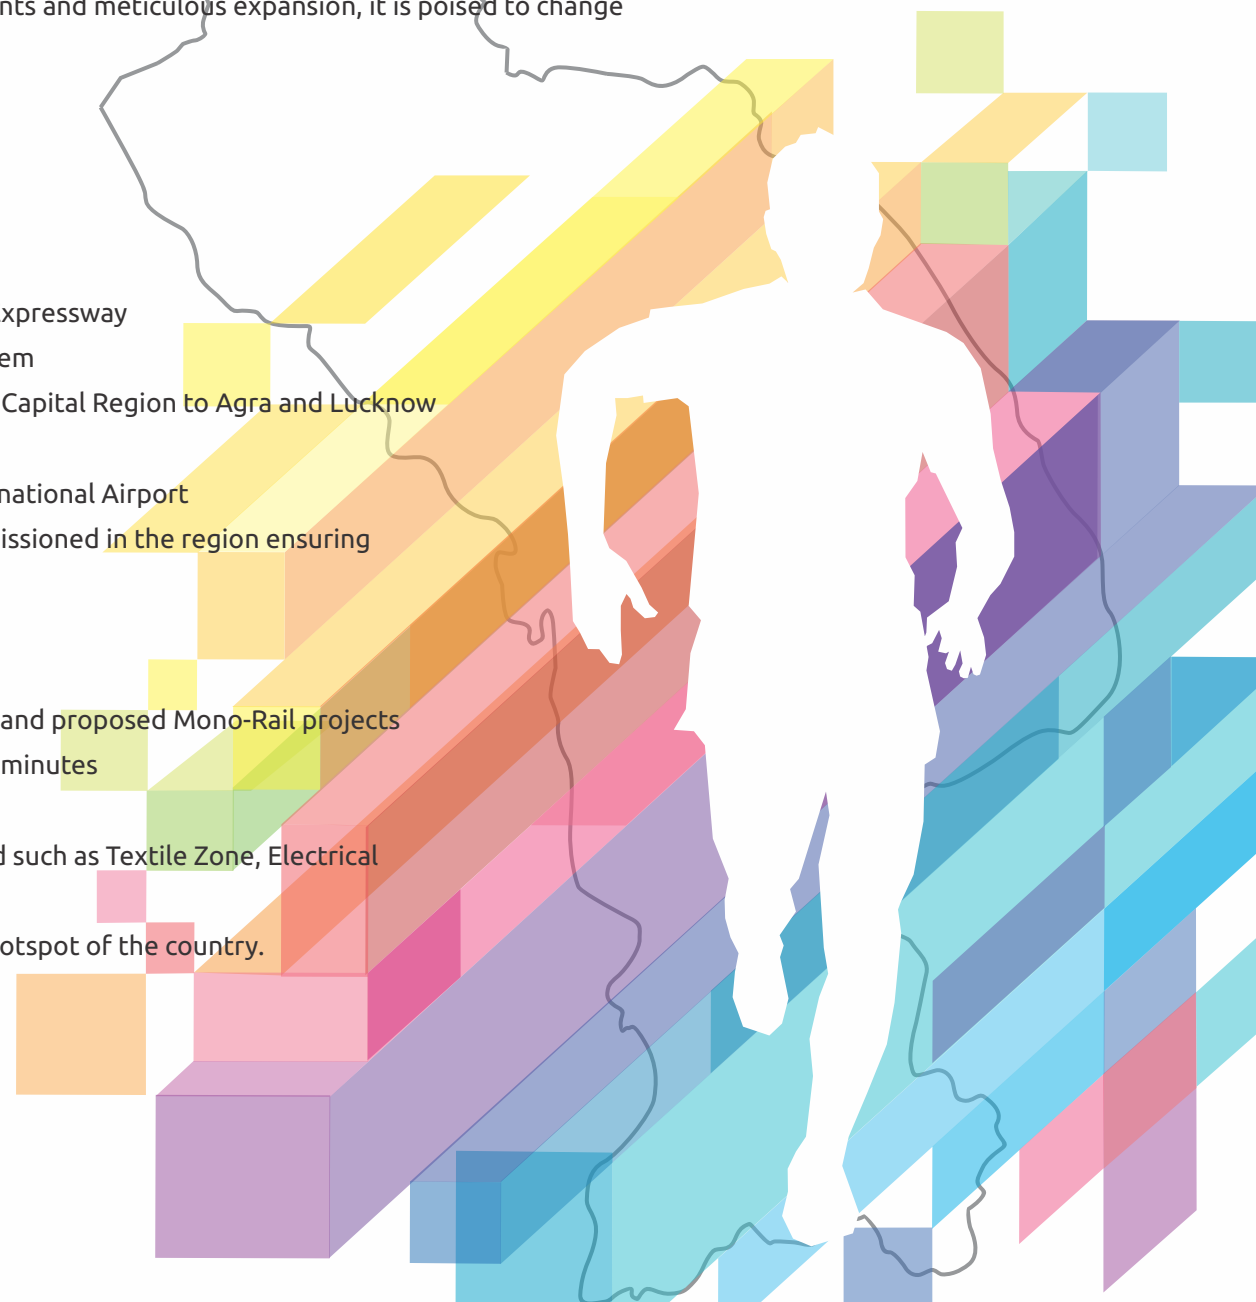 nts and meticulous expansion, it is poised to change
xpressway
em
Capital Region to Agra and Lucknow
national Airport
issioned in the region ensuring
and proposed Mono-Rail projects
minutes
d such as Textile Zone, Electrical
otspot of the country.